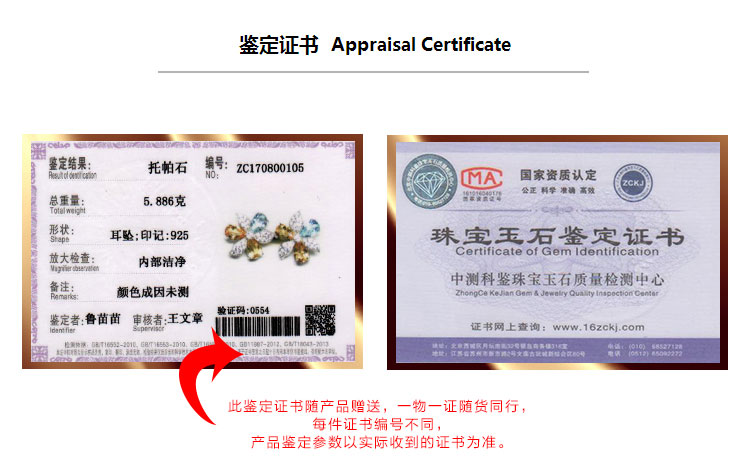 鉴定证书 Appraisal Certificate
鉴定结果: 托帕石 编号: ZC170800105
Result of identification NO:
总重量: 5.886克
Total weight
形状: 耳坠;印记:925
Shape
放大检查: 内部洁净
Magnifier observation
备注: 颜色成因未测
Remarks:
鉴定者: 鲁苗苗 审核者: 王文章 验证码:0554
Identifier Supervisor
CMA
国家资质认定
公正 科学 准确 高效
ZCKJ
珠宝玉石鉴定证书
Certificate of Gem Identification
中测科鉴珠宝玉石质量检测中心
ZhongCe KeJian Gem & Jewelry Quality Inspection Center
证书网上查询:www.16zckj.com
此鉴定证书随产品赠送，一物一证随货同行，
每件证书编号不同，
产品鉴定参数以实际收到的证书为准。